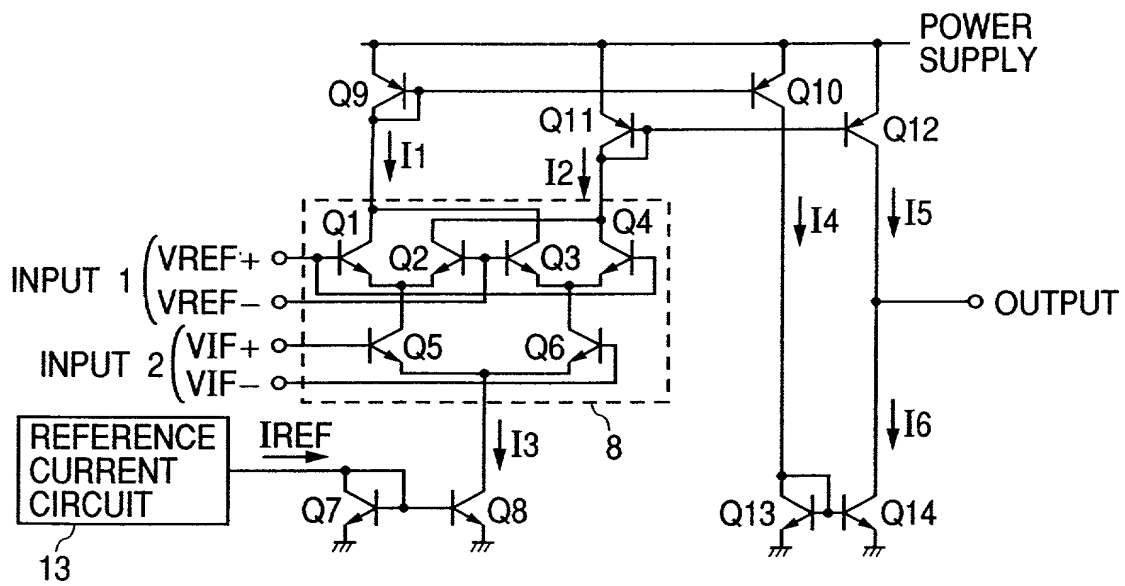 POWER
SUPPLY
Q9
Q10
Q11
Q12
I1
I2
I4
I5
Q1
Q2
Q3
Q4
INPUT 1
VREF+
VREF−
OUTPUT
INPUT 2
VIF+
VIF−
Q5
Q6
8
REFERENCE
CURRENT
CIRCUIT
IREF
I3
I6
Q7
Q8
Q13
Q14
13